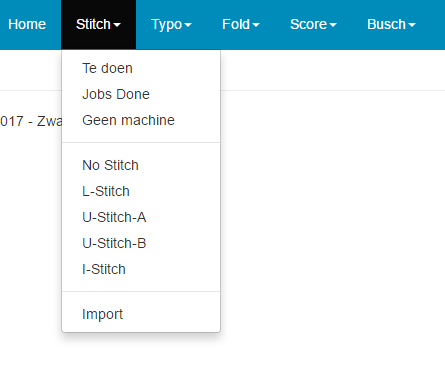 Home Stitch Typo Fold Score Busch
Te doen
Jobs Done
Geen machine
017 - Zwa
No Stitch
L-Stitch
U-Stitch-A
U-Stitch-B
I-Stitch
Import